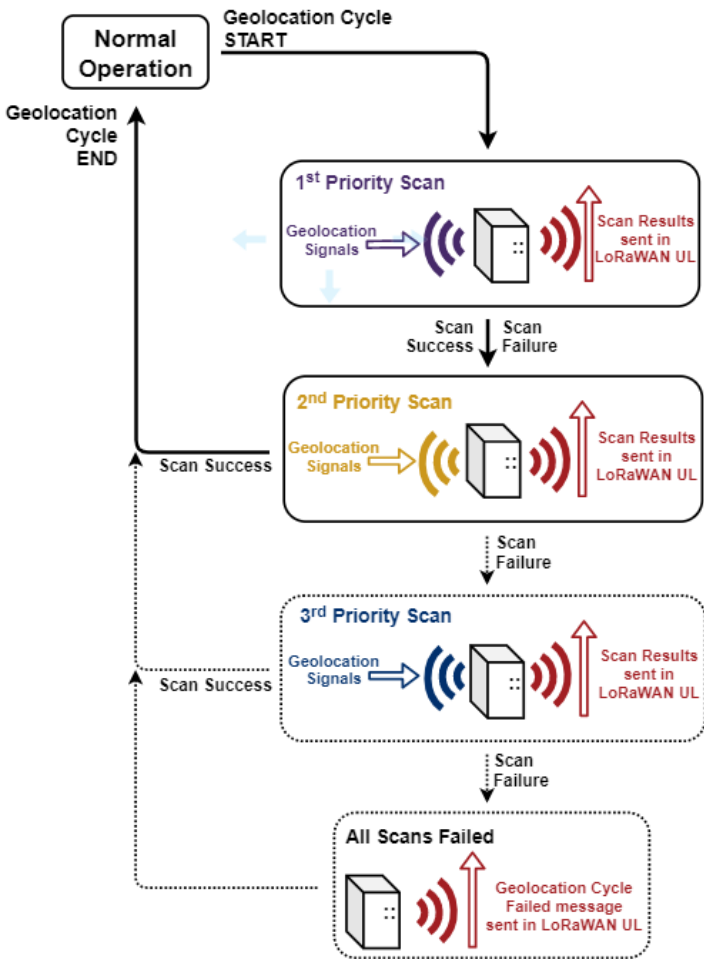 Normal
Operation
Geolocation Cycle
START
Geolocation
Cycle
END
1st Priority Scan
Geolocation
Signals
Scan Results
sent in
LoRaWAN UL
Scan
Success
Scan
Failure
2nd Priority Scan
Geolocation
Signals
Scan Results
sent in
LoRaWAN UL
Scan Success
Scan
Failure
3rd Priority Scan
Geolocation
Signals
Scan Results
sent in
LoRaWAN UL
Scan Success
Scan
Failure
All Scans Failed
Geolocation Cycle
Failed message
sent in LoRaWAN UL